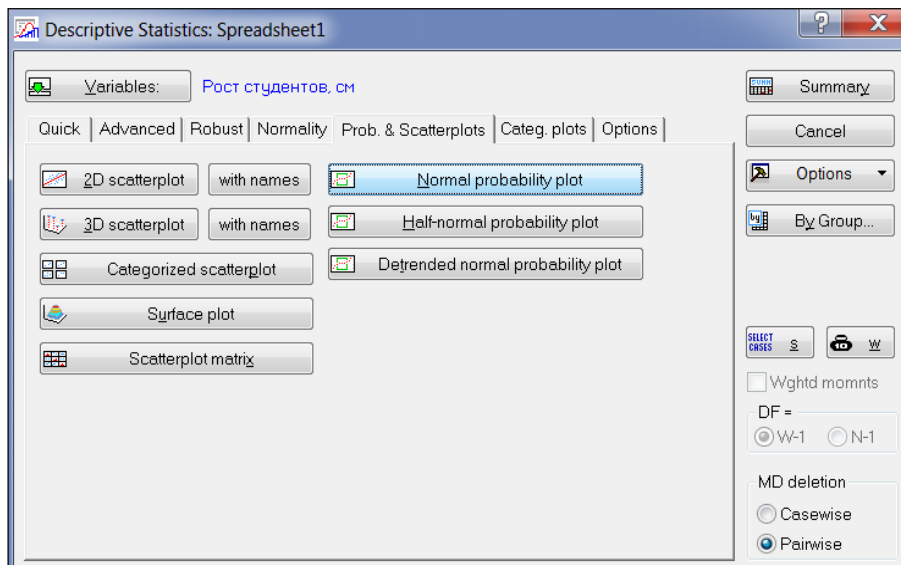 Descriptive Statistics: Spreadsheet1
Variables: Рост студентов, см
Quick Advanced Robust Normality Prob. & Scatterplots Categ. plots Options
2D scatterplot with names Normal probability plot
3D scatterplot with names Half-normal probability plot
Categorized scatterplot Detrended normal probability plot
Surface plot
Scatterplot matrix
Summary
Cancel
Options
By Group...
SELECT CASES S W
Wghtd momnts
DF =
W-1 N-1
MD deletion
Casewise
Pairwise